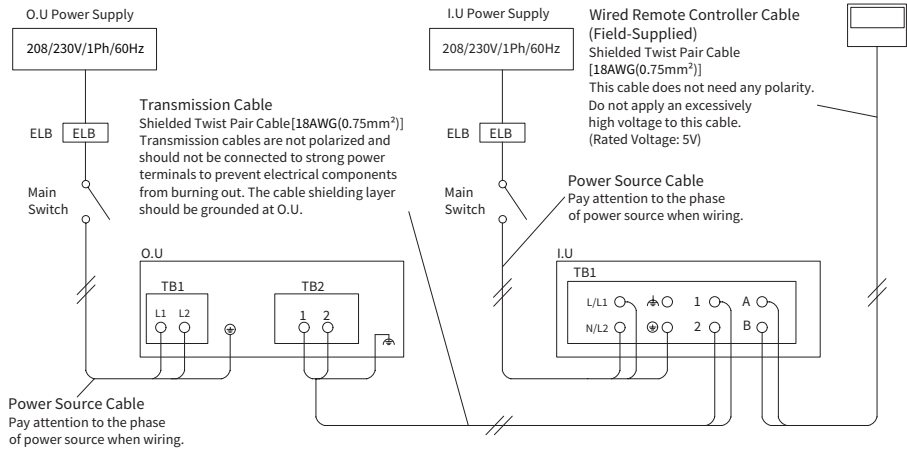 O.U Power Supply
208/230V/1Ph/60Hz
ELB
ELB
Main
Switch
Transmission Cable
Shielded Twist Pair Cable[18AWG(0.75mm²)]
Transmission cables are not polarized and
should not be connected to strong power
terminals to prevent electrical components
from burning out. The cable shielding layer
should be grounded at O.U.
I.U Power Supply
208/230V/1Ph/60Hz
ELB
ELB
Main
Switch
Wired Remote Controller Cable
(Field-Supplied)
Shielded Twist Pair Cable
[18AWG(0.75mm²)]
This cable does not need any polarity.
Do not apply an excessively
high voltage to this cable.
(Rated Voltage: 5V)
Power Source Cable
Pay attention to the phase
of power source when wiring.
O.U
TB1
L1 L2
TB2
1 2
I.U
TB1
L/L1
1
A
N/L2
2
B
Power Source Cable
Pay attention to the phase
of power source when wiring.